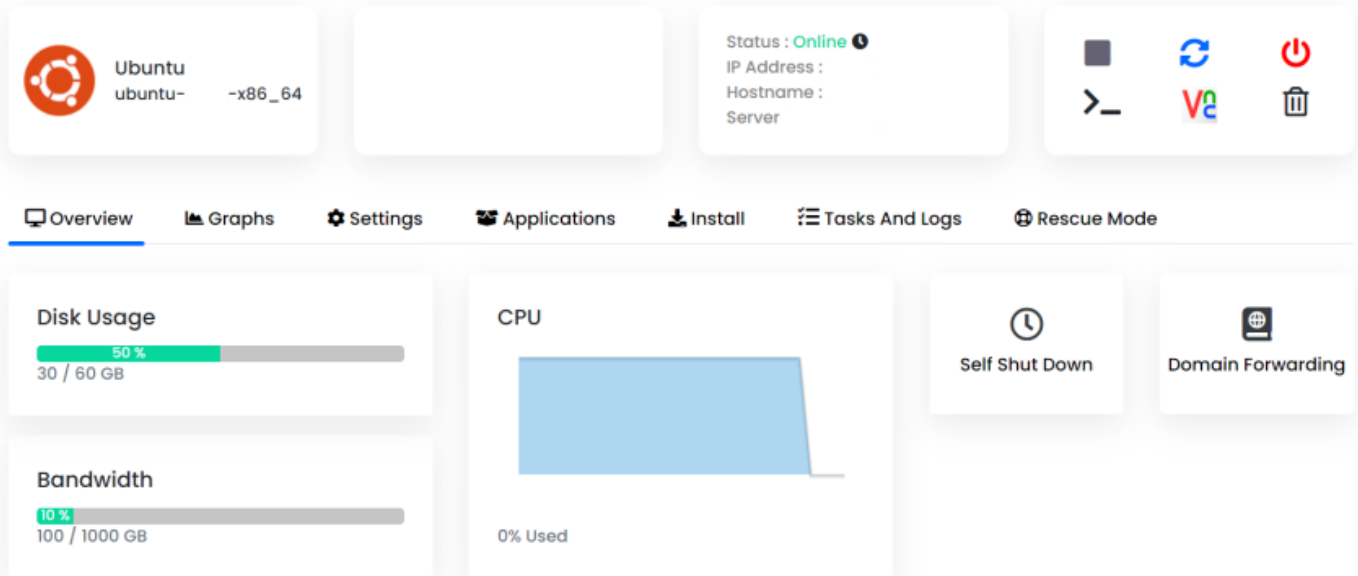 Ubuntu
ubuntu- -x86_64
Status : Online
IP Address :
Hostname :
Server
>_
VNC
Overview
Graphs
Settings
Applications
Install
Tasks And Logs
Rescue Mode
Disk Usage
50 %
30 / 60 GB
Bandwidth
10 %
100 / 1000 GB
CPU
0% Used
Self Shut Down
Domain Forwarding